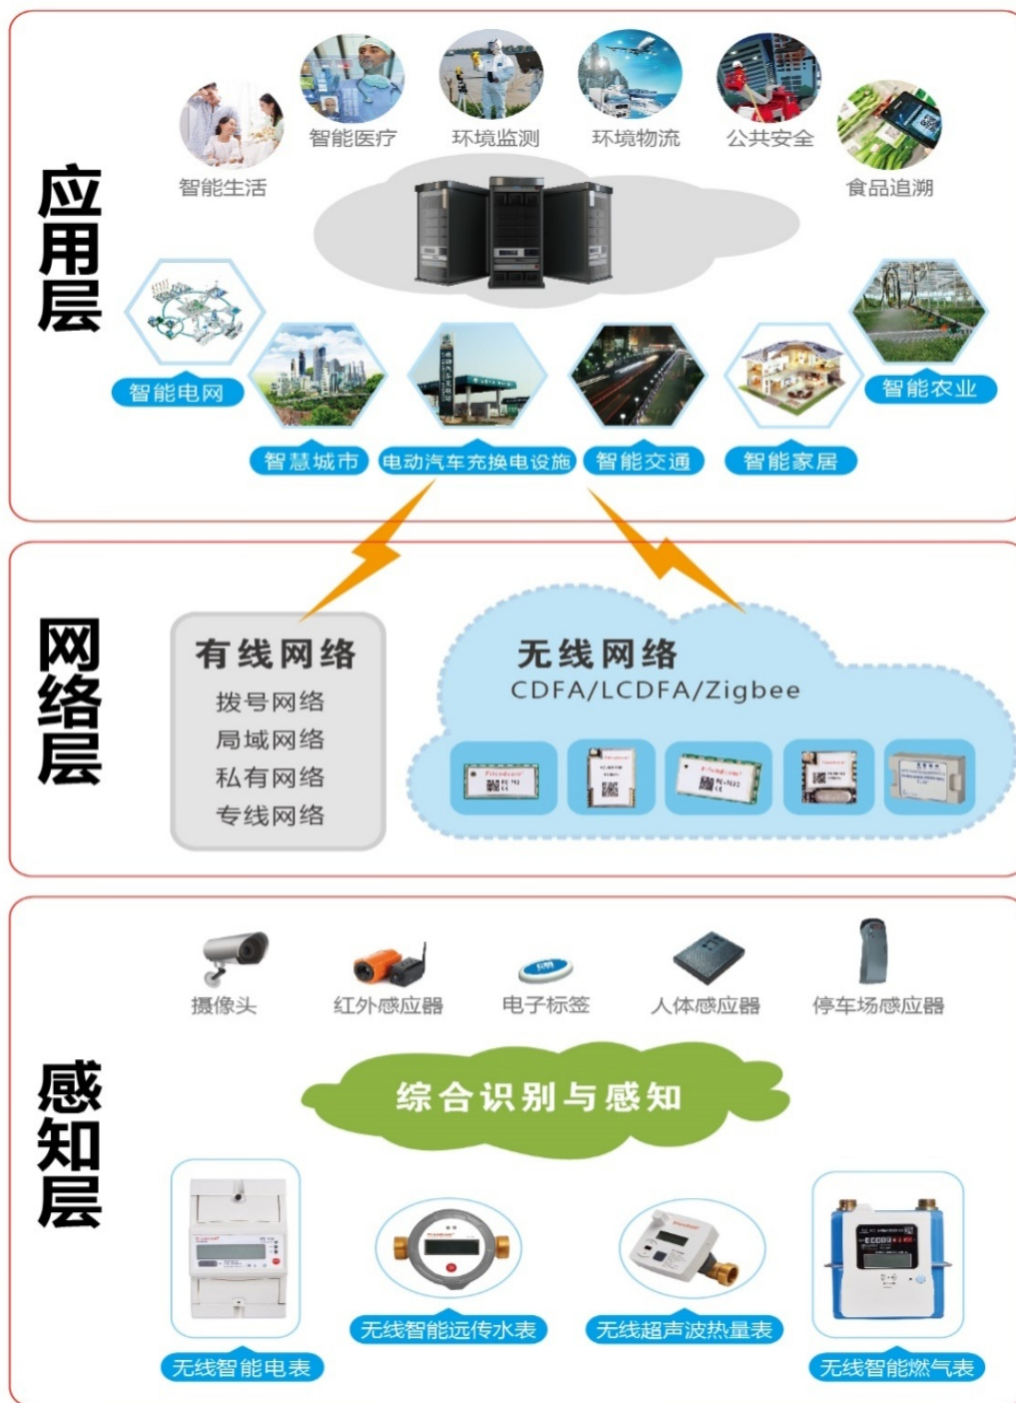 应用层
智能生活
智能医疗
环境监测
环境物流
公共安全
食品追溯
智能电网
智慧城市
电动汽车充换电设施
智能交通
智能家居
智能农业
网络层
有线网络
拨号网络
局域网络
私有网络
专线网络
无线网络
CDFA/LCDFA/Zigbee
感知层
摄像头
红外感应器
电子标签
人体感应器
停车场感应器
综合识别与感知
无线智能电表
无线智能远传水表
无线超声波热量表
无线智能燃气表